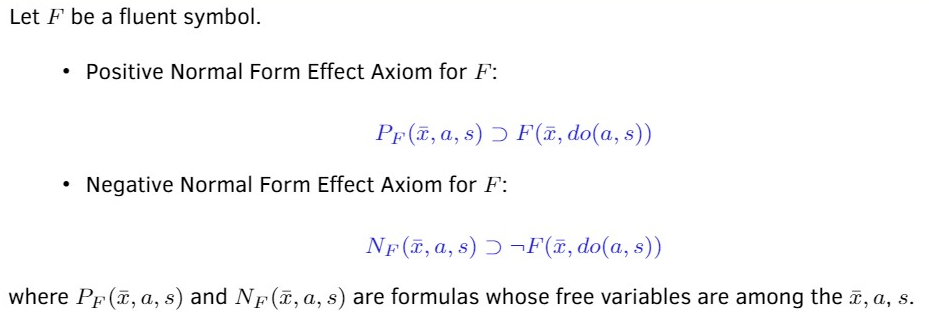 Let F be a fluent symbol.
• Positive Normal Form Effect Axiom for F:
P_F(x̄, a, s) ⊃ F(x̄, do(a, s))
• Negative Normal Form Effect Axiom for F:
N_F(x̄, a, s) ⊃ ¬F(x̄, do(a, s))
where P_F(x̄, a, s) and N_F(x̄, a, s) are formulas whose free variables are among the x̄, a, s.